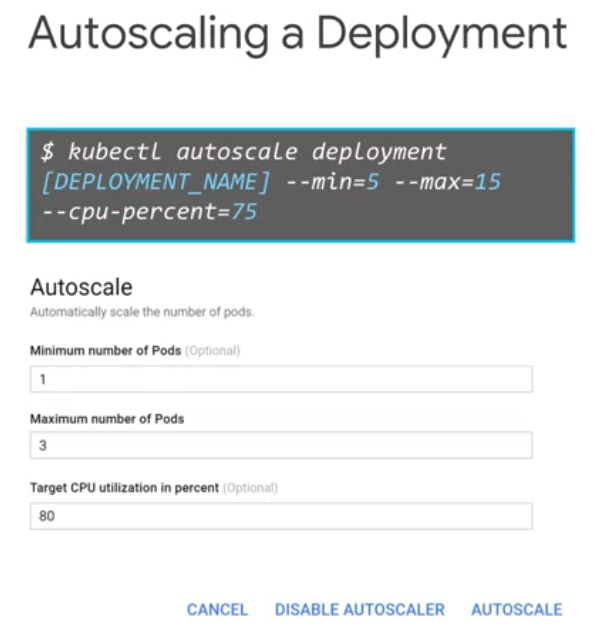 Autoscaling a Deployment
$ kubectl autoscale deployment
[DEPLOYMENT_NAME] --min=5 --max=15
--cpu-percent=75
Autoscale
Automatically scale the number of pods.
Minimum number of Pods (Optional)
1
Maximum number of Pods
3
Target CPU utilization in percent (Optional)
80
CANCEL DISABLE AUTOSCALER AUTOSCALE